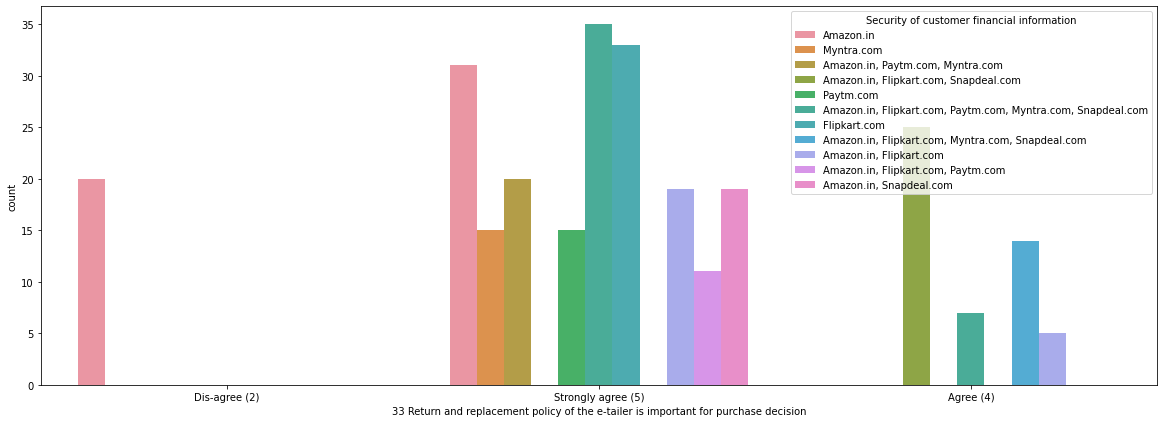 35
30
25
20
15
10
5
0
count
Security of customer financial information
Amazon.in
Myntra.com
Amazon.in, Paytm.com, Myntra.com
Amazon.in, Flipkart.com, Snapdeal.com
Paytm.com
Amazon.in, Flipkart.com, Paytm.com, Myntra.com, Snapdeal.com
Flipkart.com
Amazon.in, Flipkart.com, Myntra.com, Snapdeal.com
Amazon.in, Flipkart.com
Amazon.in, Flipkart.com, Paytm.com
Amazon.in, Snapdeal.com
Dis-agree (2) Strongly agree (5) Agree (4)
33 Return and replacement policy of the e-tailer is important for purchase decision